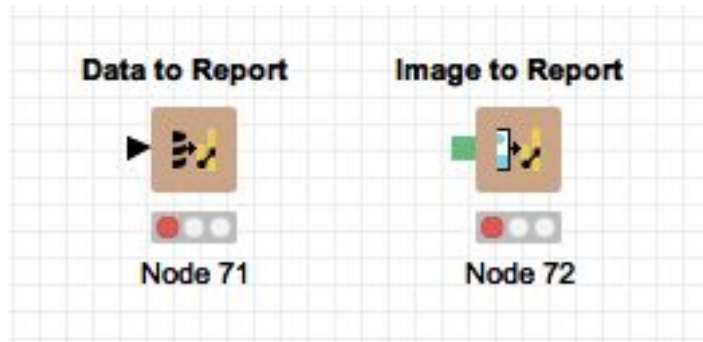 Data to Report
Image to Report
Node 71
Node 72